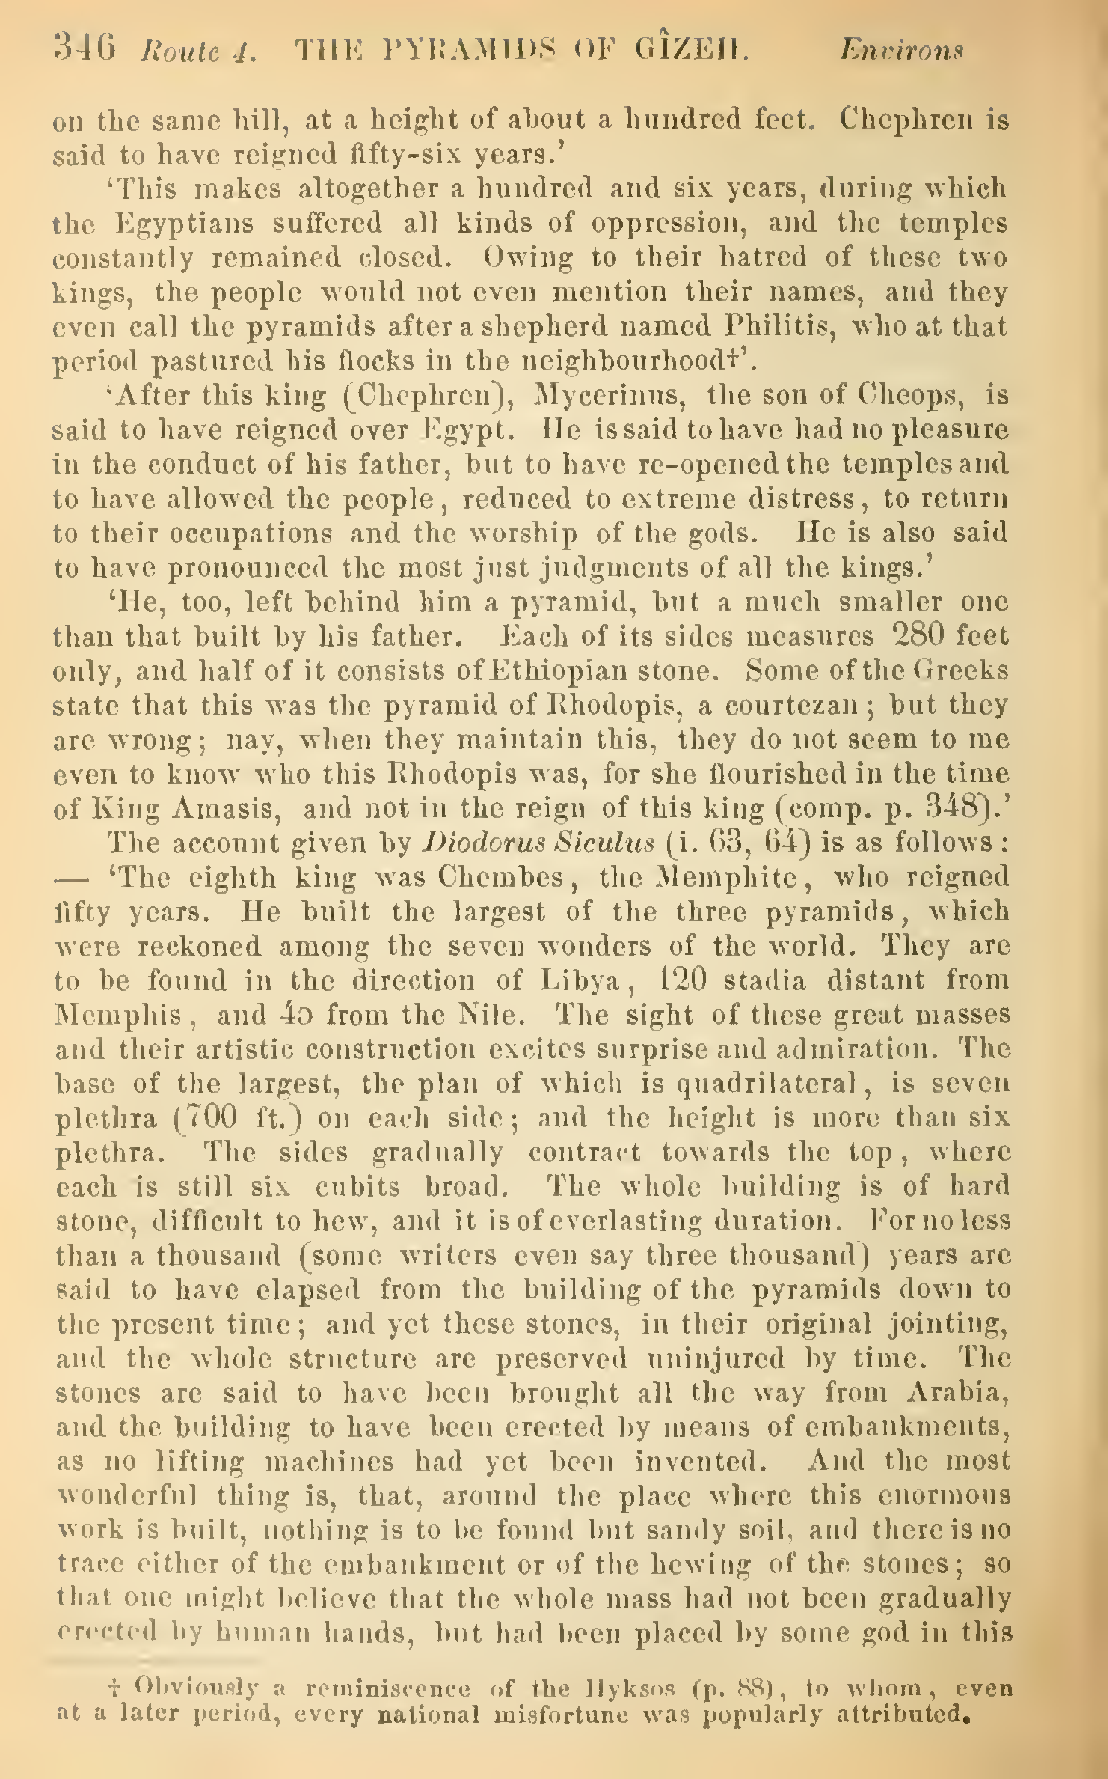 346 Route 4. THE PYRAMIDS OF GÎZEH. Environs
on the same hill, at a height of about a hundred feet. Chephren is
said to have reigned fifty-six years.'
'This makes altogether a hundred and six years, during which
the Egyptians suffered all kinds of oppression, and the temples
constantly remained closed. Owing to their hatred of these two
kings, the people would not even mention their names, and they
even call the pyramids after a shepherd named Philitis, who at that
period pastured his flocks in the neighbourhood†'.
'After this king (Chephren), Mycerinus, the son of Cheops, is
said to have reigned over Egypt. He is said to have had no pleasure
in the conduct of his father, but to have re-opened the temples and
to have allowed the people, reduced to extreme distress, to return
to their occupations and the worship of the gods. He is also said
to have pronounced the most just judgments of all the kings.'
'He, too, left behind him a pyramid, but a much smaller one
than that built by his father. Each of its sides measures 280 feet
only, and half of it consists of Ethiopian stone. Some of the Greeks
state that this was the pyramid of Rhodopis, a courtezan; but they
are wrong; nay, when they maintain this, they do not seem to me
even to know who this Rhodopis was, for she flourished in the time
of King Amasis, and not in the reign of this king (comp. p. 348).'
The account given by Diodorus Siculus (i. 63, 64) is as follows:
— 'The eighth king was Chembes, the Memphite, who reigned
fifty years. He built the largest of the three pyramids, which
were reckoned among the seven wonders of the world. They are
to be found in the direction of Libya, 120 stadia distant from
Memphis, and 45 from the Nile. The sight of these great masses
and their artistic construction excites surprise and admiration. The
base of the largest, the plan of which is quadrilateral, is seven
plethra (700 ft.) on each side; and the height is more than six
plethra. The sides gradually contract towards the top, where
each is still six cubits broad. The whole building is of hard
stone, difficult to hew, and it is of everlasting duration. For no less
than a thousand (some writers even say three thousand) years are
said to have elapsed from the building of the pyramids down to
the present time; and yet these stones, in their original jointing,
and the whole structure are preserved uninjured by time. The
stones are said to have been brought all the way from Arabia,
and the building to have been erected by means of embankments,
as no lifting machines had yet been invented. And the most
wonderful thing is, that, around the place where this enormous
work is built, nothing is to be found but sandy soil, and there is no
trace either of the embankment or of the hewing of the stones; so
that one might believe that the whole mass had not been gradually
erected by human hands, but had been placed by some god in this
† Obviously a reminiscence of the Hyksos (p. 88), to whom, even
at a later period, every national misfortune was popularly attributed.